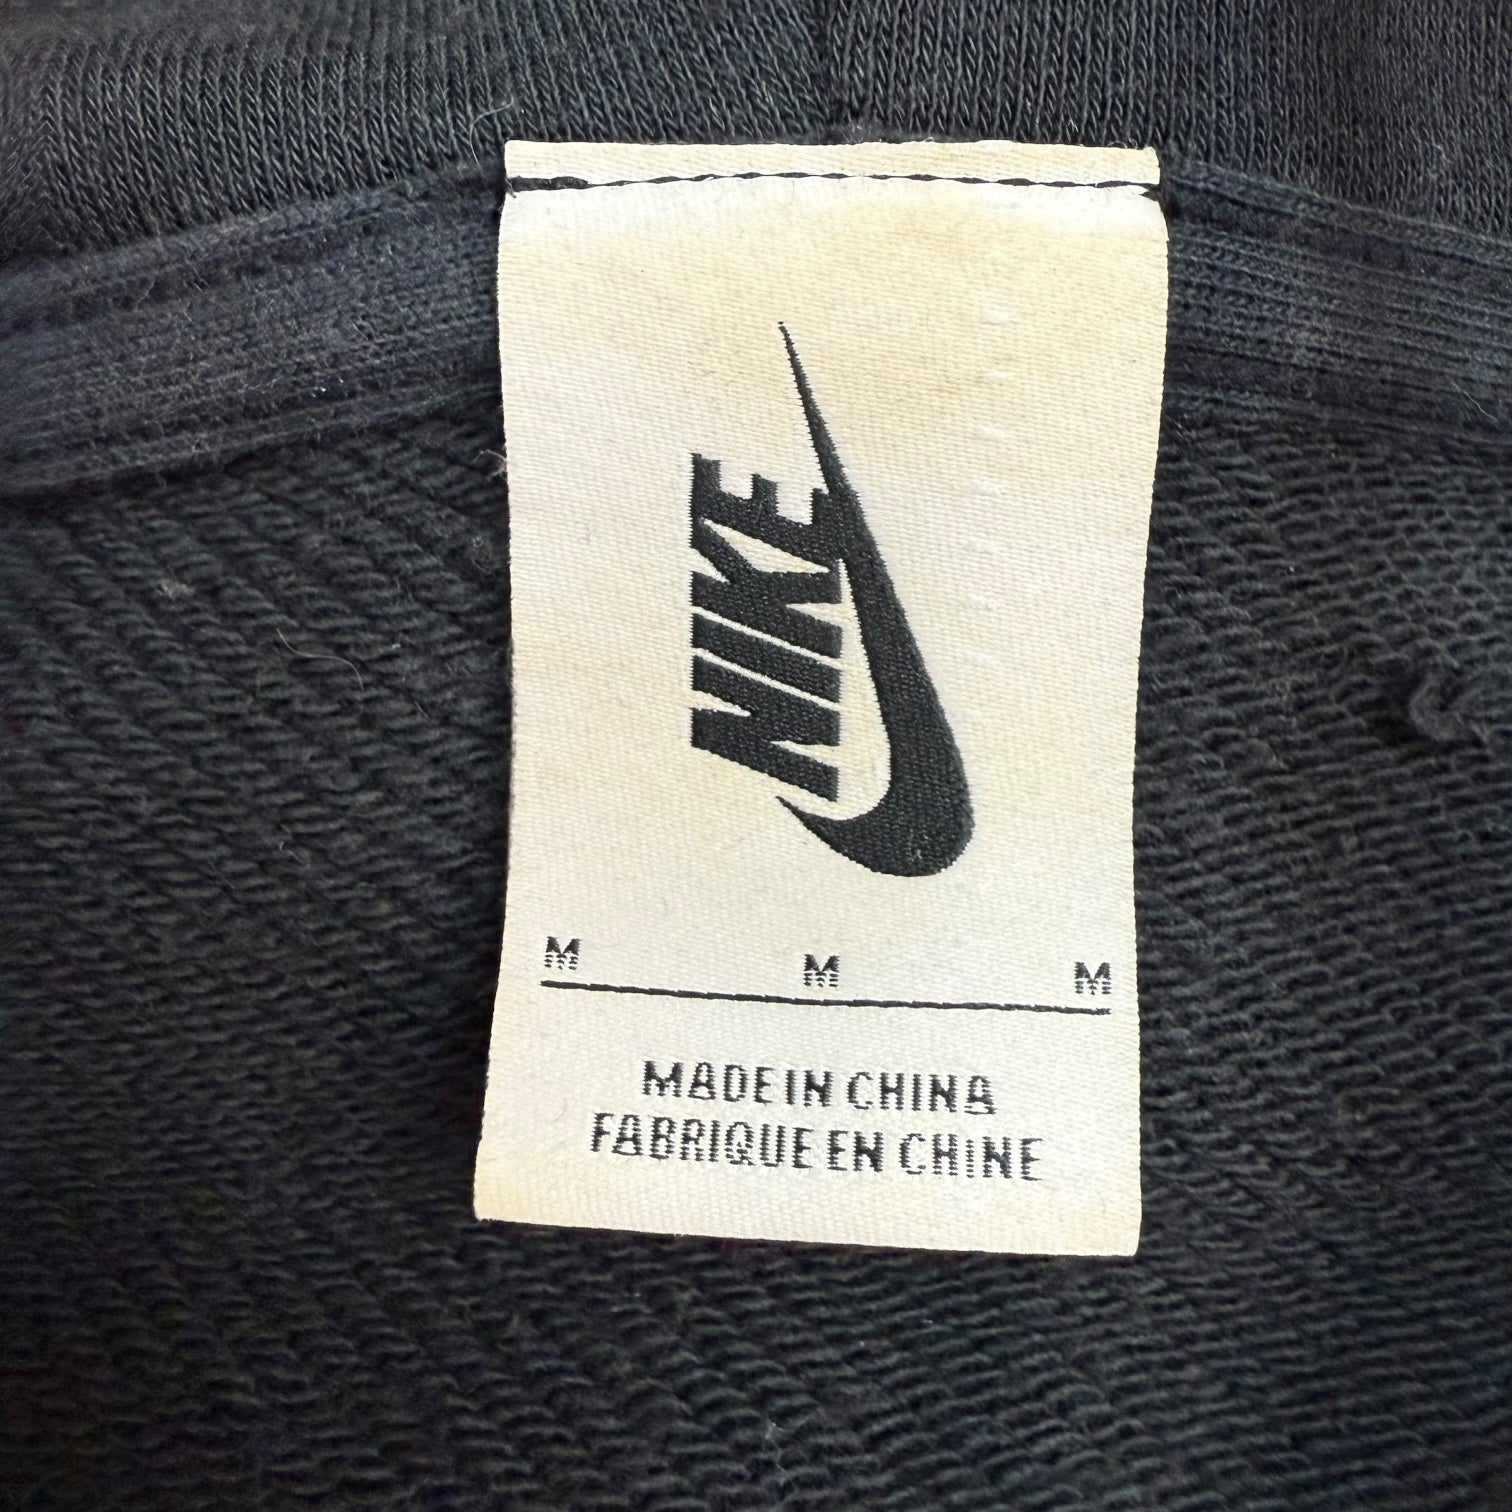 NIKE
M M M
MADE IN CHINA
FABRIQUE EN CHINE